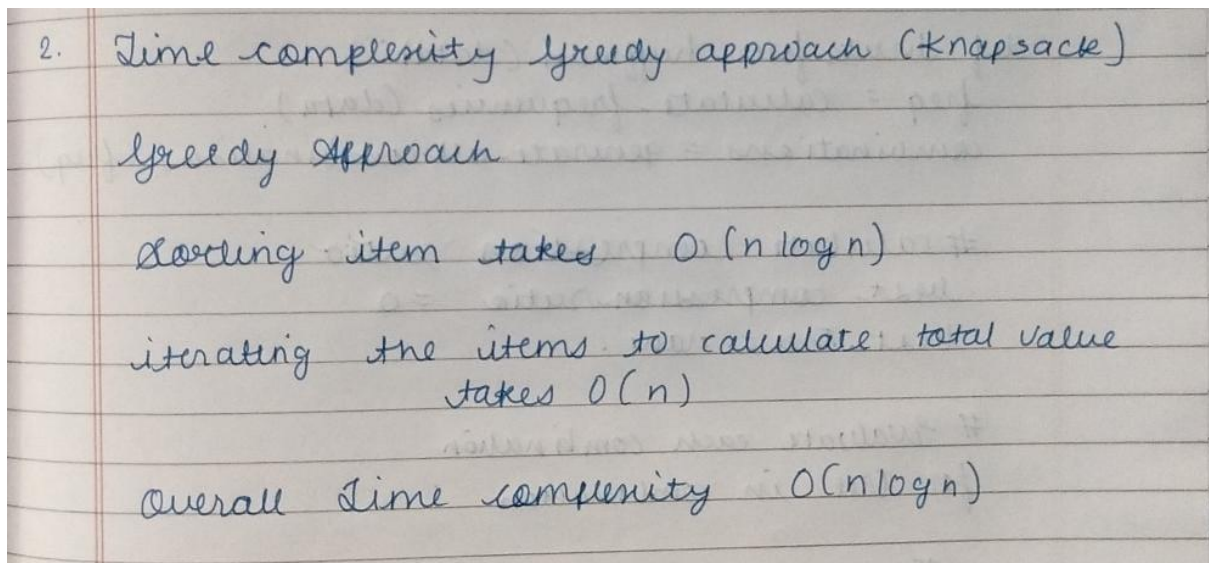 2. Time complexity Greedy approach (Knapsack)
Greedy Approach
Sorting item takes O(n log n)
iterating the items to calculate total value
takes O(n)
Overall Time complexity O(n log n)